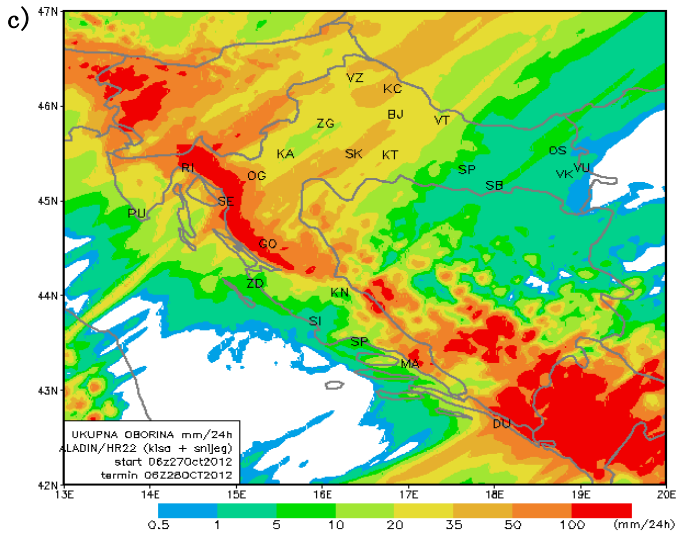 c)
47N
VZ
KC
46N
BJ
VT
ZG
KA
SK
KT
OS
RI
OG
SP
VK
VU
SB
45N
SE
PU
GO
ZD
KN
44N
SI
SP
MA
43N
DU
UKUPNA OBORINA mm/24h
ALADIN/HR22 (kisa + snijeg)
start 06z27Oct2012
termin 06Z28OCT2012
42N
13E 14E 15E 16E 17E 18E 19E 20E
0.5 1 5 10 20 35 50 100 (mm/24h)